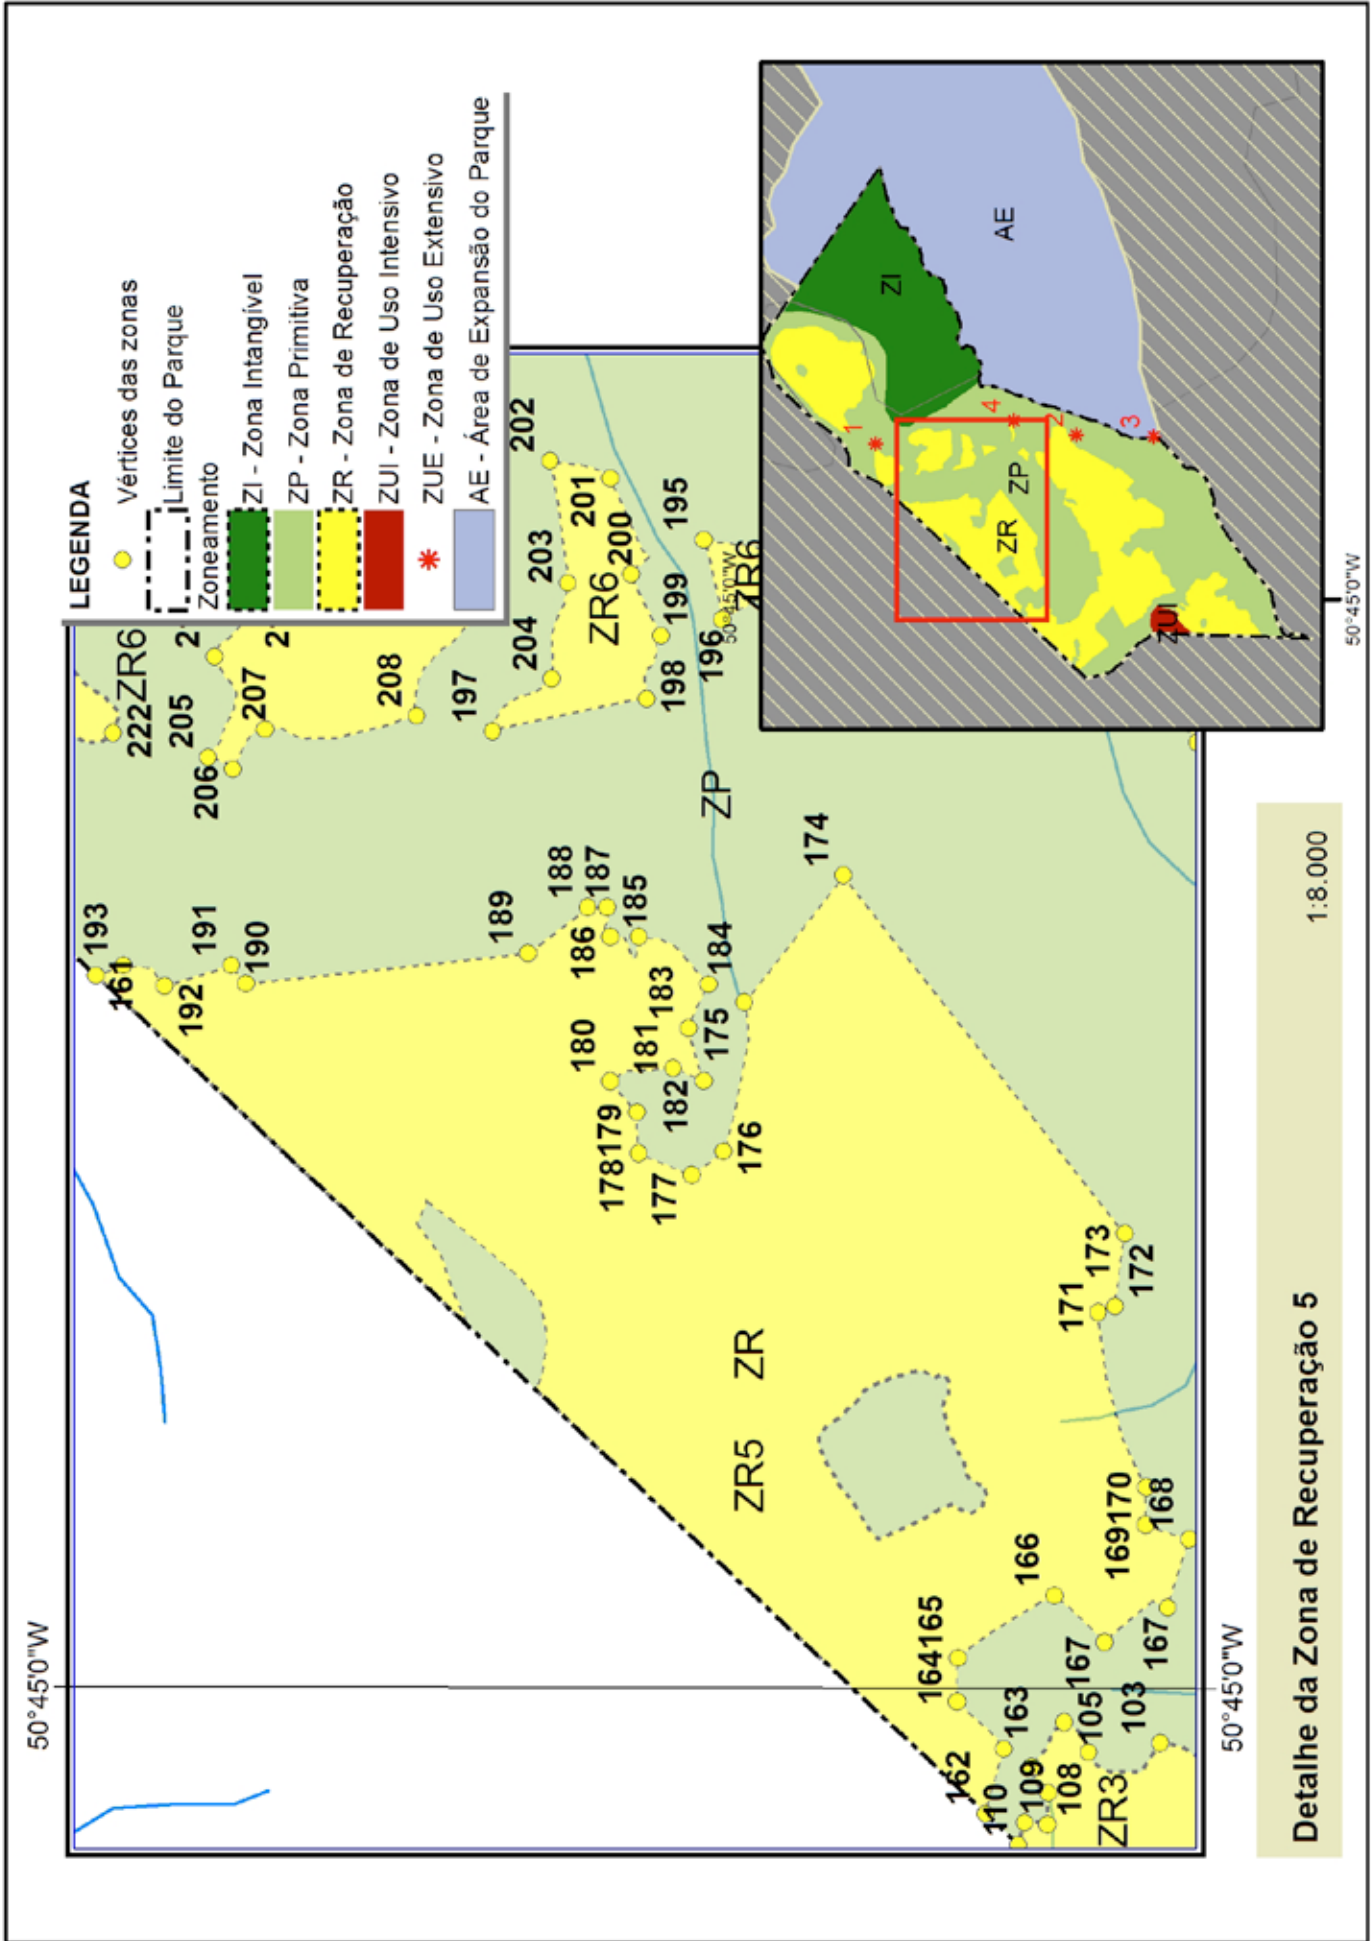 LEGENDA
Vértices das zonas
Limite do Parque
Zoneamento
ZI - Zona Intangível
ZP - Zona Primitiva
ZR - Zona de Recuperação
ZUI - Zona de Uso Intensivo
ZUE - Zona de Uso Extensivo
AE - Área de Expansão do Parque
50°45'0"W
193
161
192
191
190
189
188
187
186
185
184
183
180
181
182
175
178
179
177
176
174
173
172
171
170
169
168
166
167
167
165
164
163
162
110
109
108
105
103
ZR3
ZR5
ZR
ZP
222
ZR6
205
2
206
207
2
208
197
204
203
202
ZR6
201
200
199
198
195
196
ZR6
50°45'0"W
1
ZI
AE
4
2
3
ZP
ZR
ZUI
50°45'0"W
50°45'0"W
Detalhe da Zona de Recuperação 5
1:8.000